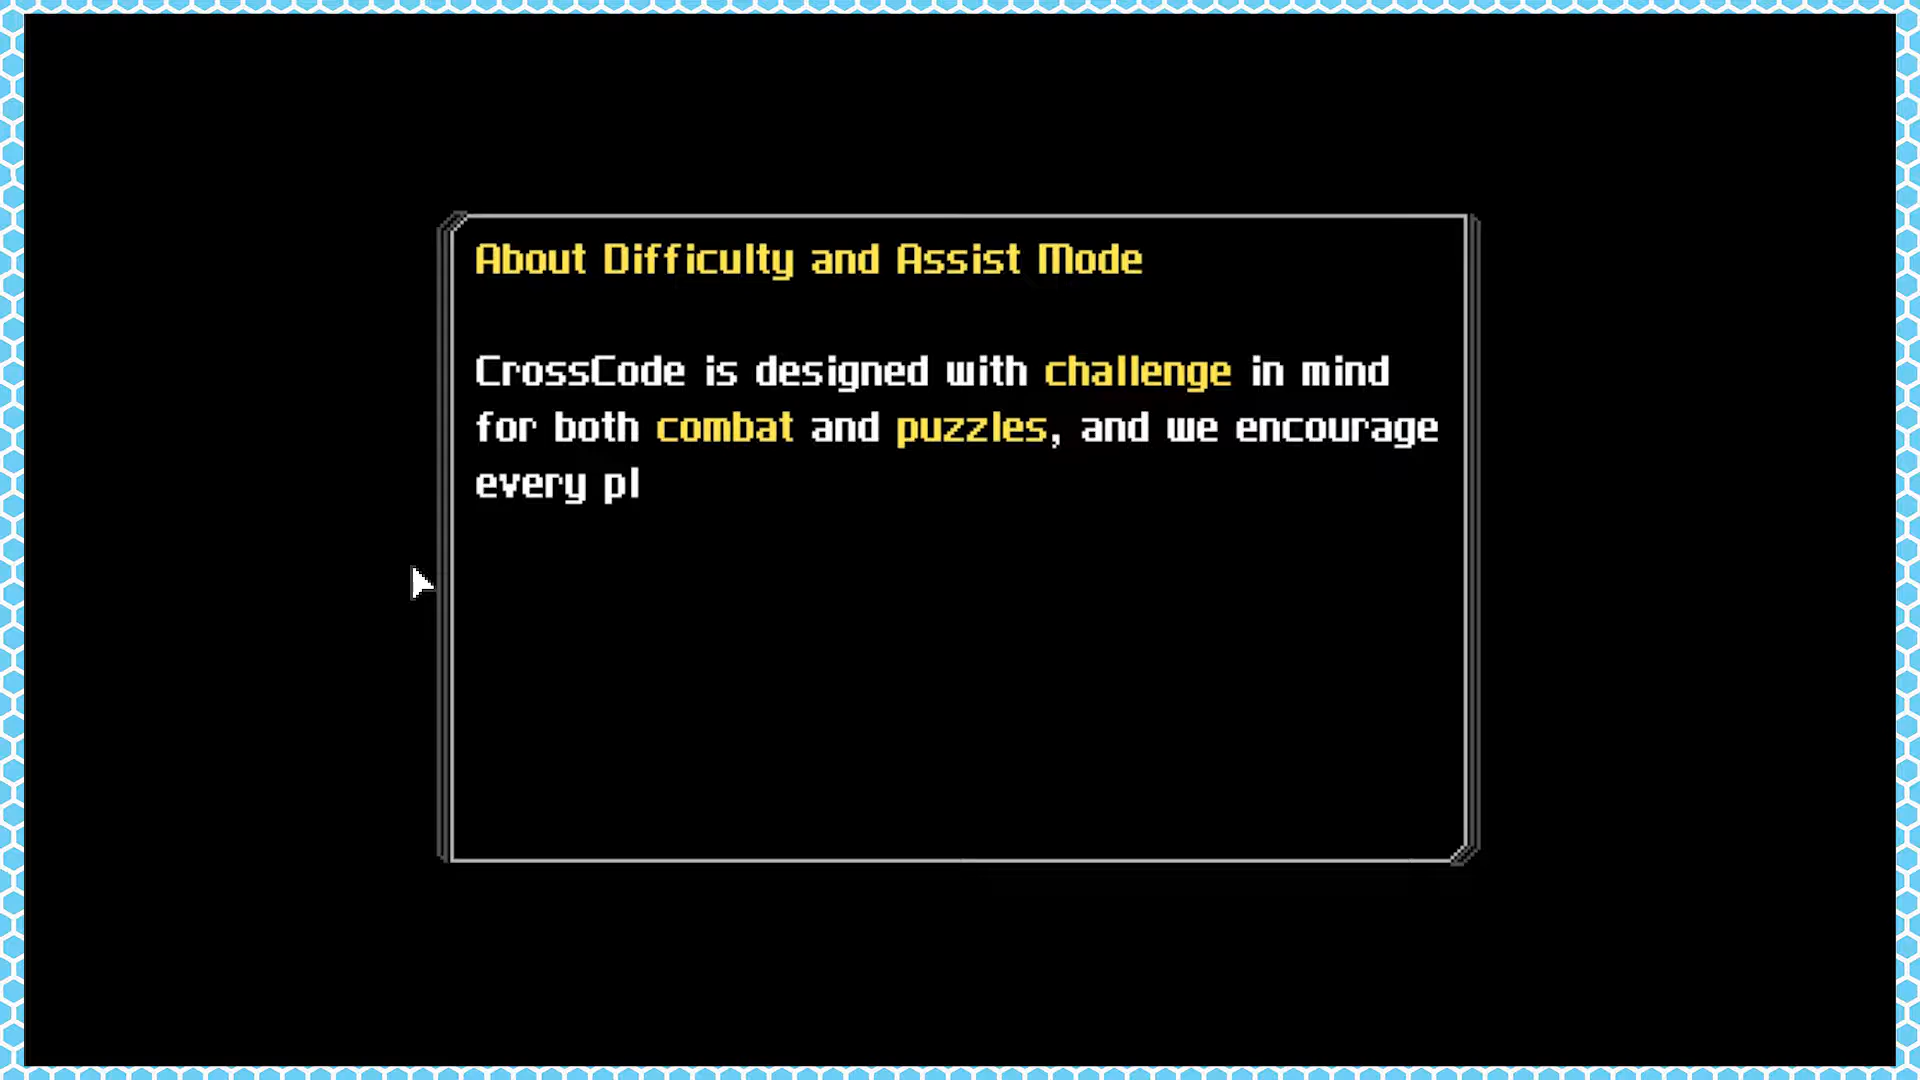 About Difficulty and Assist Mode
CrossCode is designed with challenge in mind
for both combat and puzzles, and we encourage
every pl